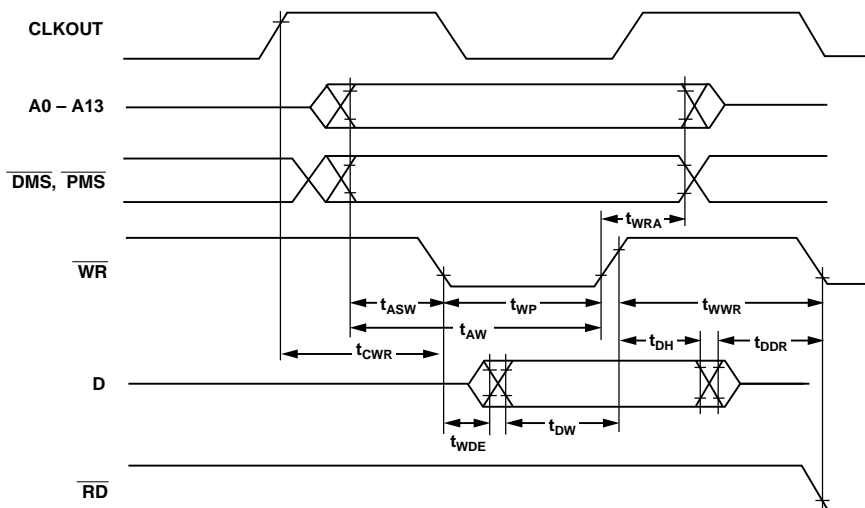 CLKOUT
A0 – A13
DMS, PMS
tWRA
WR
tASW
tWP
tWWR
tAW
tDH
tDDR
tCWR
D
tWDE
tDW
RD